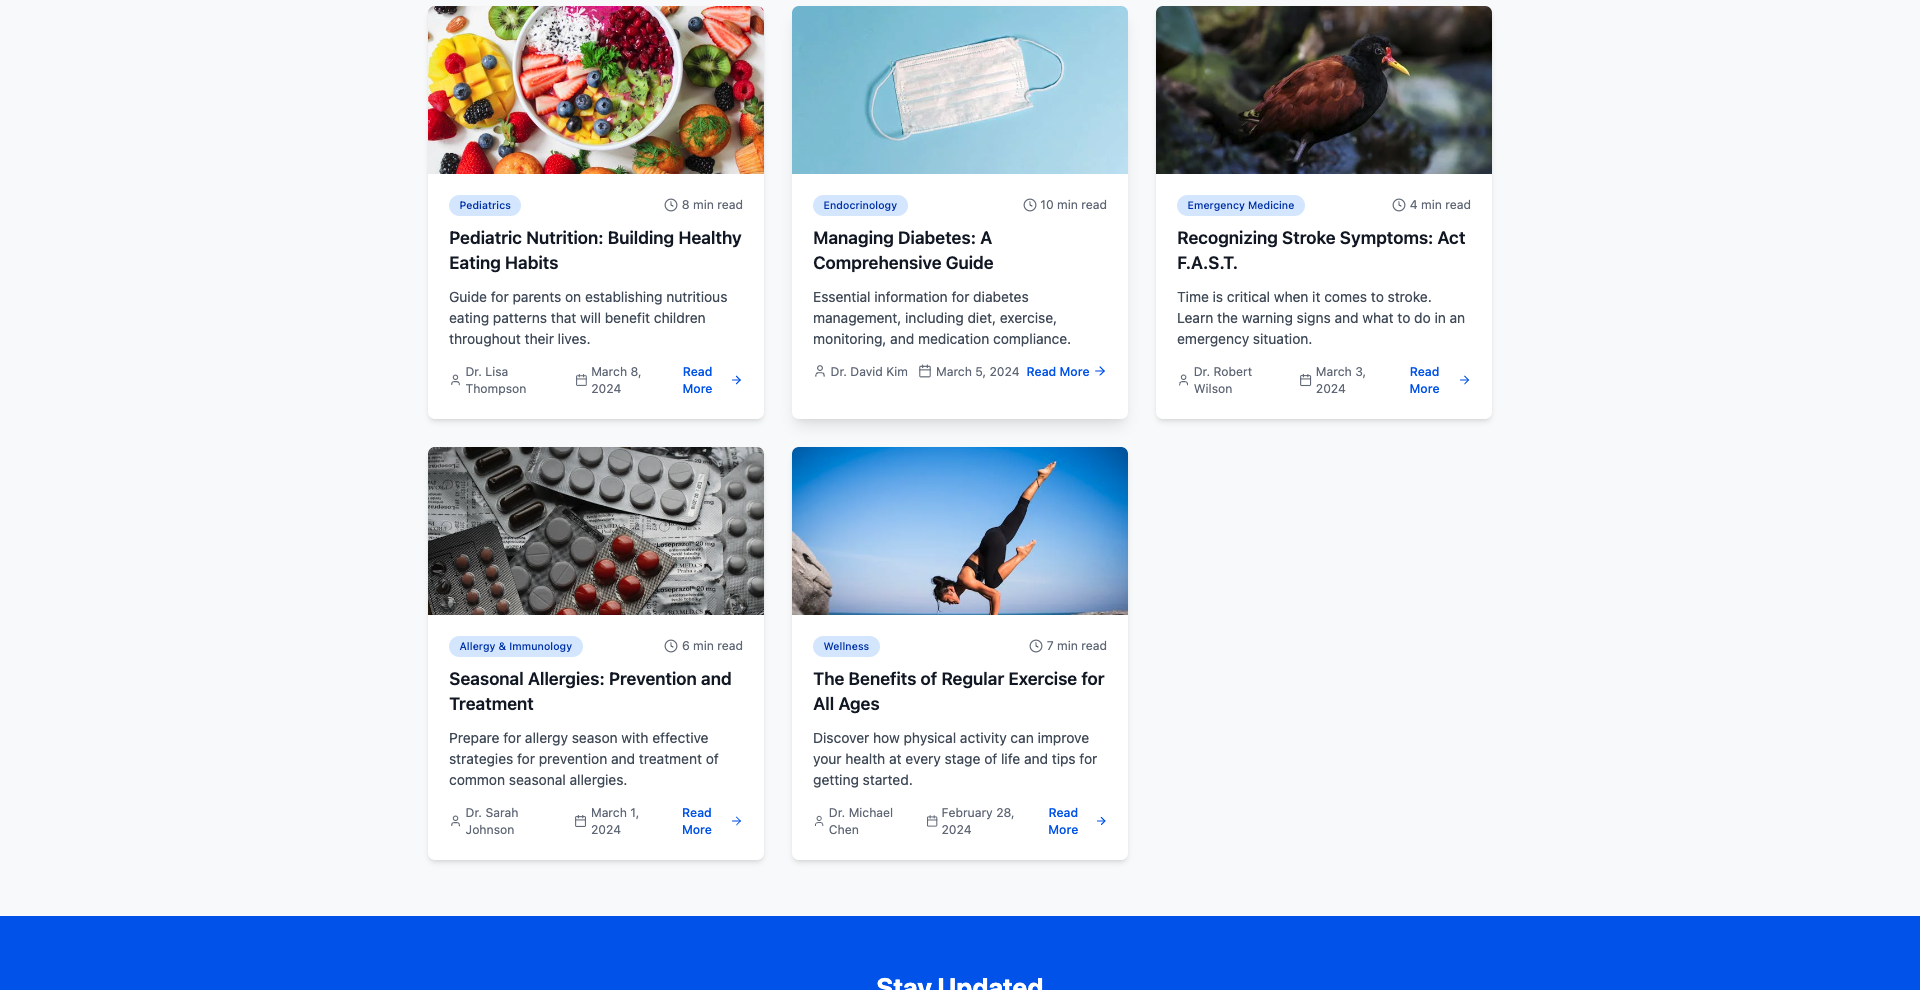 Pediatrics
8 min read
Pediatric Nutrition: Building Healthy
Eating Habits
Guide for parents on establishing nutritious
eating patterns that will benefit children
throughout their lives.
Dr. Lisa
Thompson
March 8,
2024
Read
More
Endocrinology
10 min read
Managing Diabetes: A
Comprehensive Guide
Essential information for diabetes
management, including diet, exercise,
monitoring, and medication compliance.
Dr. David Kim
March 5, 2024
Read More
Emergency Medicine
4 min read
Recognizing Stroke Symptoms: Act
F.A.S.T.
Time is critical when it comes to stroke.
Learn the warning signs and what to do in an
emergency situation.
Dr. Robert
Wilson
March 3,
2024
Read
More
Loseprazol 20 mg
Loseprazol 20 mg
PRO.MED.CS
Allergy & Immunology
6 min read
Seasonal Allergies: Prevention and
Treatment
Prepare for allergy season with effective
strategies for prevention and treatment of
common seasonal allergies.
Dr. Sarah
Johnson
March 1,
2024
Read
More
Wellness
7 min read
The Benefits of Regular Exercise for
All Ages
Discover how physical activity can improve
your health at every stage of life and tips for
getting started.
Dr. Michael
Chen
February 28,
2024
Read
More
Stay Updated